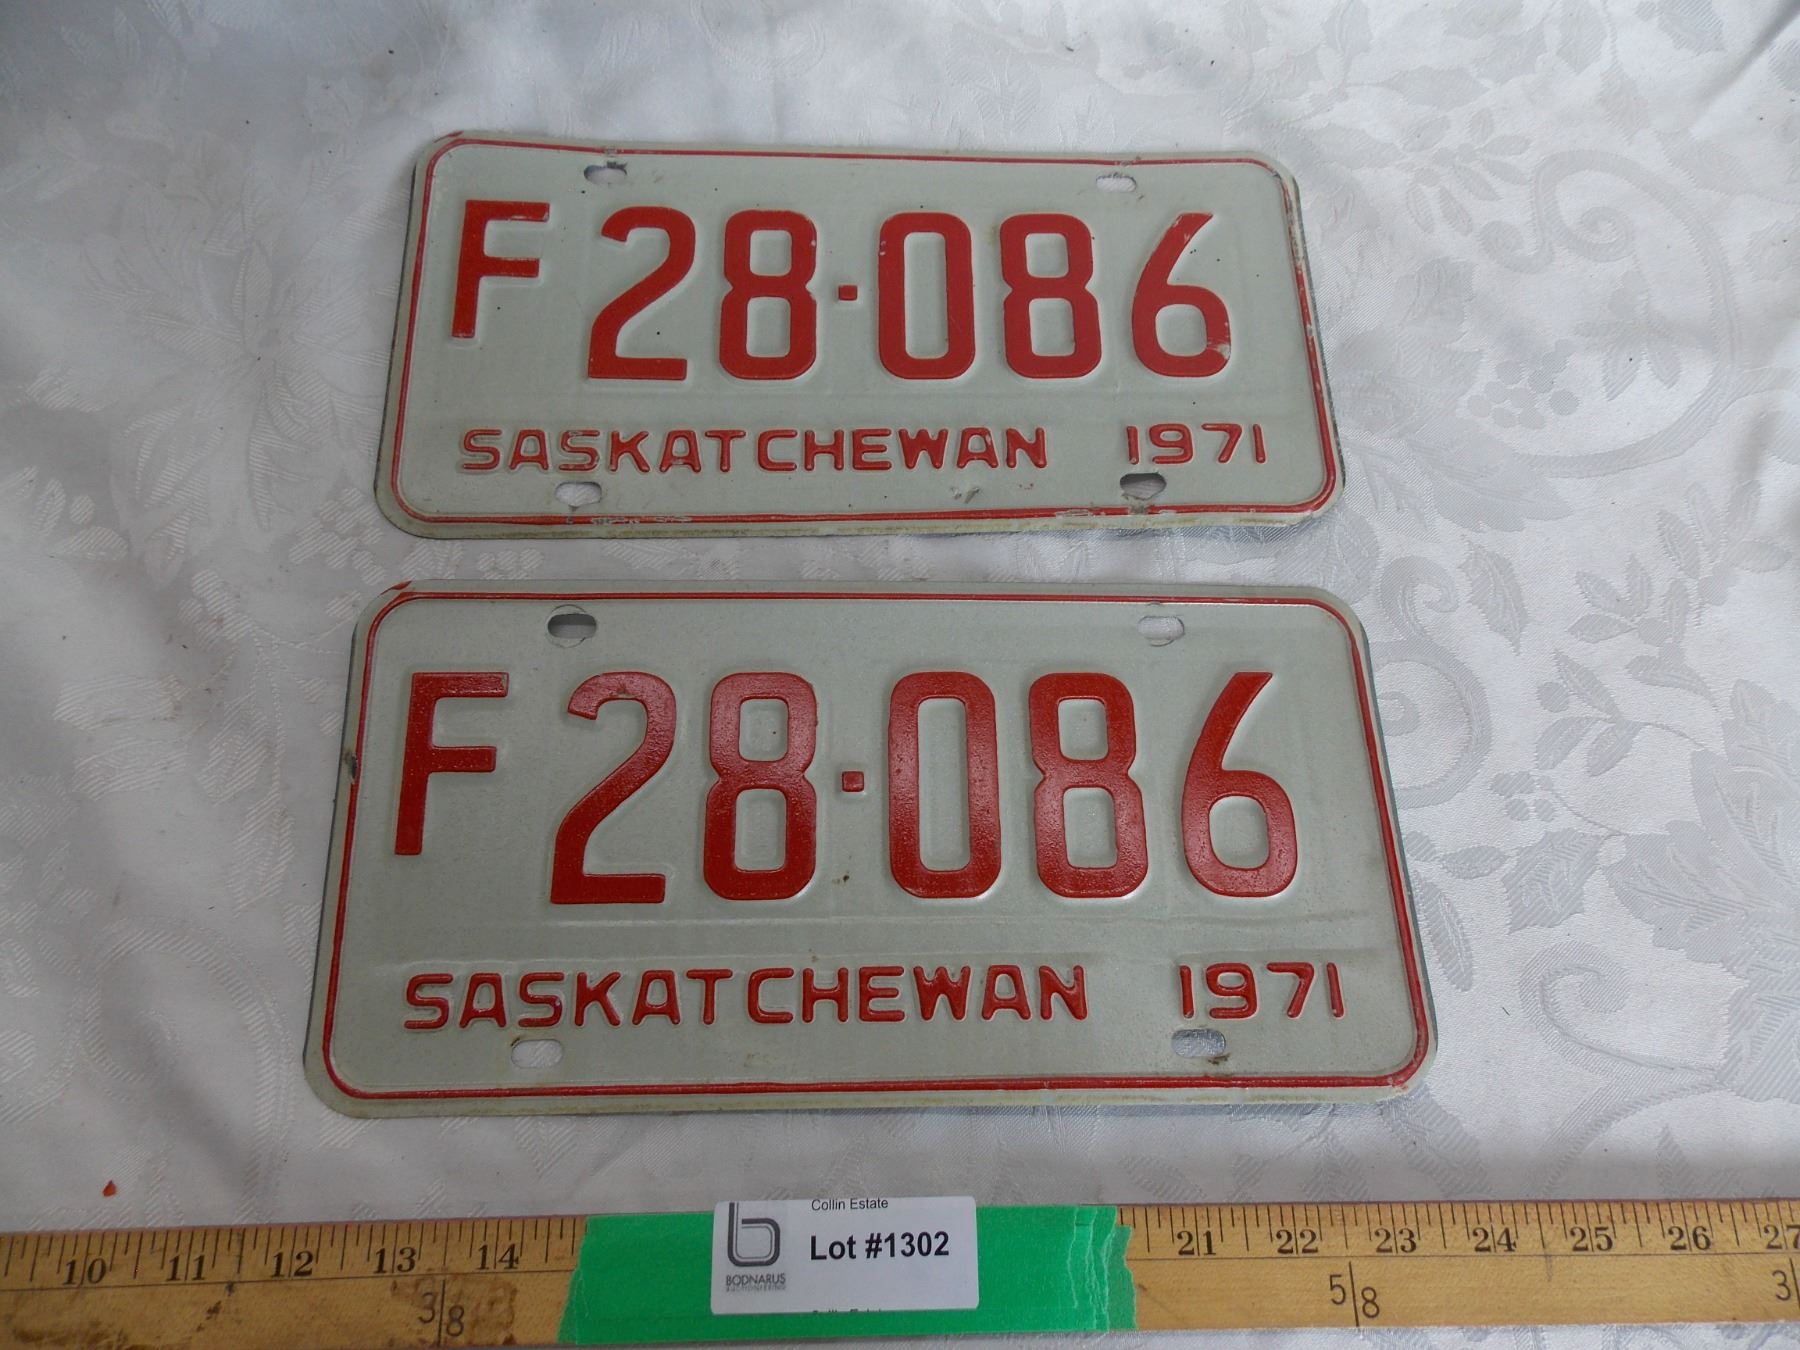 F 28·086
SASKATCHEWAN 1971
F 28·086
SASKATCHEWAN 1971
Collin Estate
Lot #1302
BODNARUS
AUCTIONEERING
10 11 12 13 14 21 22 23 24 25 26 27
3|8 5|8 3